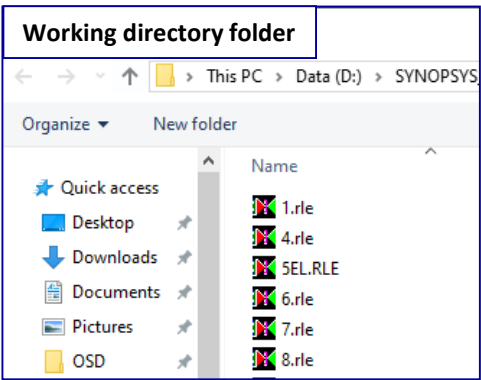 Working directory folder
This PC > Data (D:) > SYNOPSYS_
Organize New folder
Name
Quick access
Desktop
Downloads
Documents
Pictures
OSD
1.rle
4.rle
5EL.RLE
6.rle
7.rle
8.rle